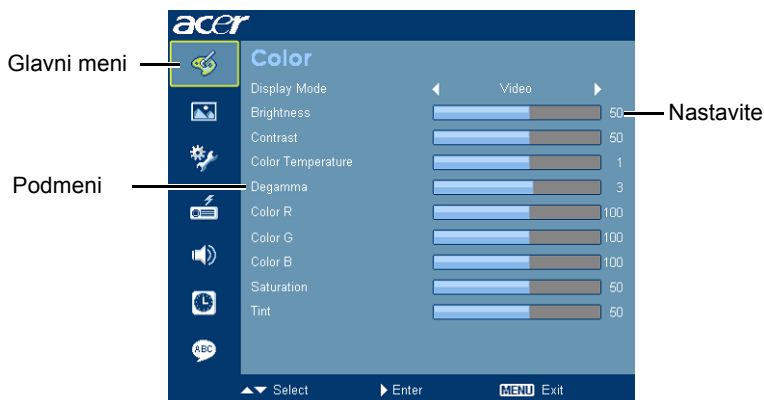 acer
Glavni meni
Color
Display Mode Video
Brightness 50
Nastavite
Contrast 50
Color Temperature 1
Podmeni
Degamma 3
Color R 100
Color G 100
Color B 100
Saturation 50
Tint 50
ABC
Select Enter MENU Exit